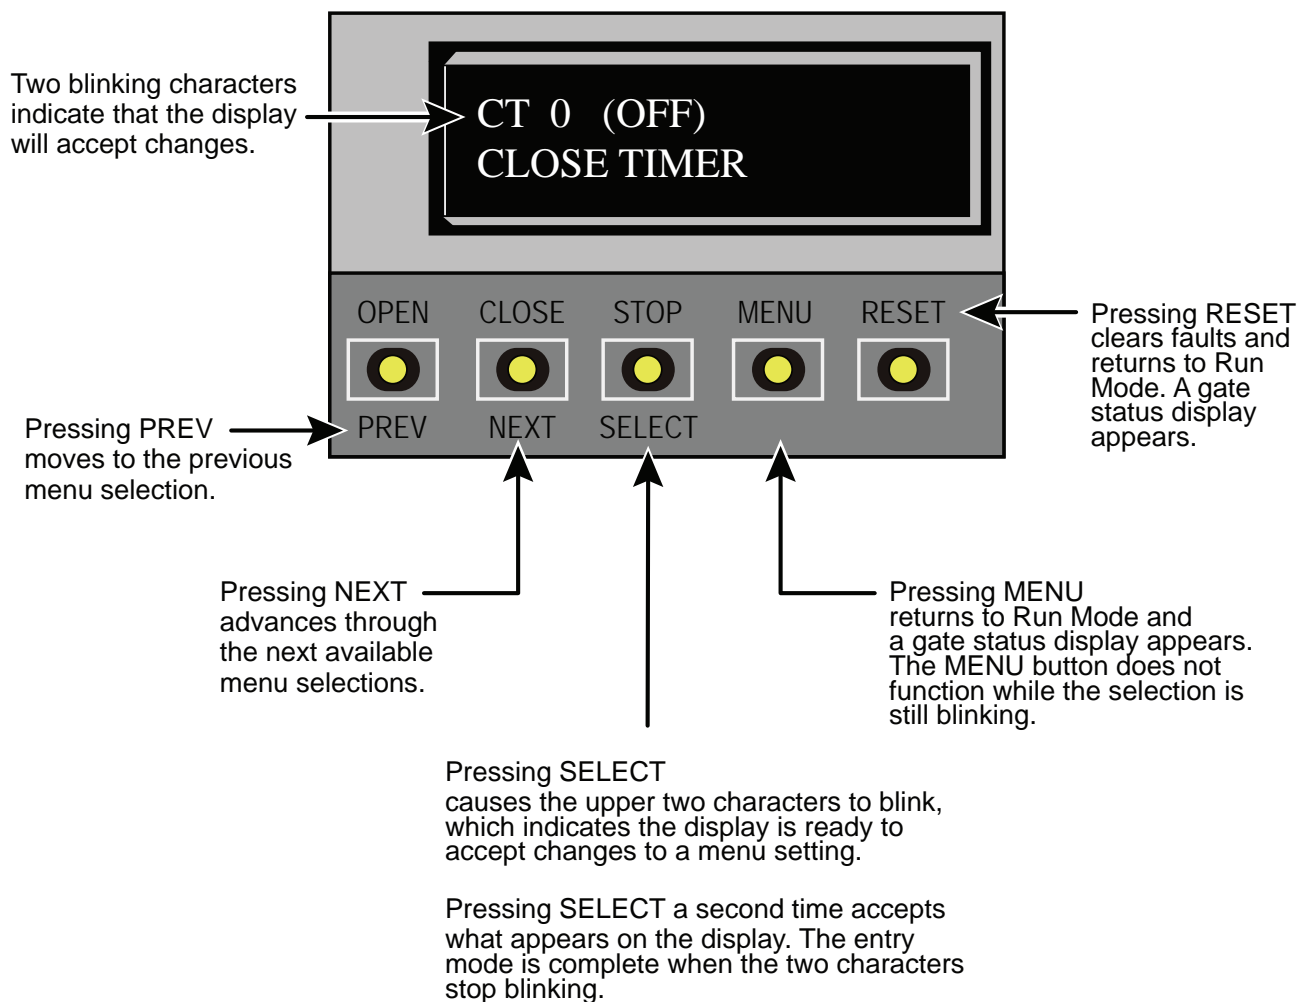 Two blinking characters
indicate that the display
will accept changes.
CT 0 (OFF)
CLOSE TIMER
OPEN CLOSE STOP MENU RESET
PREV NEXT SELECT
Pressing RESET
clears faults and
returns to Run
Mode. A gate
status display
appears.
Pressing PREV
moves to the previous
menu selection.
Pressing NEXT
advances through
the next available
menu selections.
Pressing MENU
returns to Run Mode and
a gate status display appears.
The MENU button does not
function while the selection is
still blinking.
Pressing SELECT
causes the upper two characters to blink,
which indicates the display is ready to
accept changes to a menu setting.
Pressing SELECT a second time accepts
what appears on the display. The entry
mode is complete when the two characters
stop blinking.